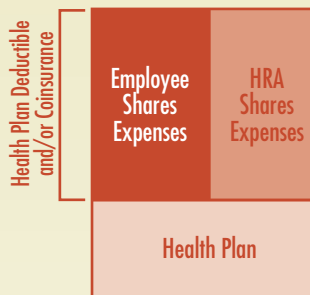 Health Plan Deductible
and/or Coinsurance
Employee
Shares
Expenses
HRA
Shares
Expenses
Health Plan